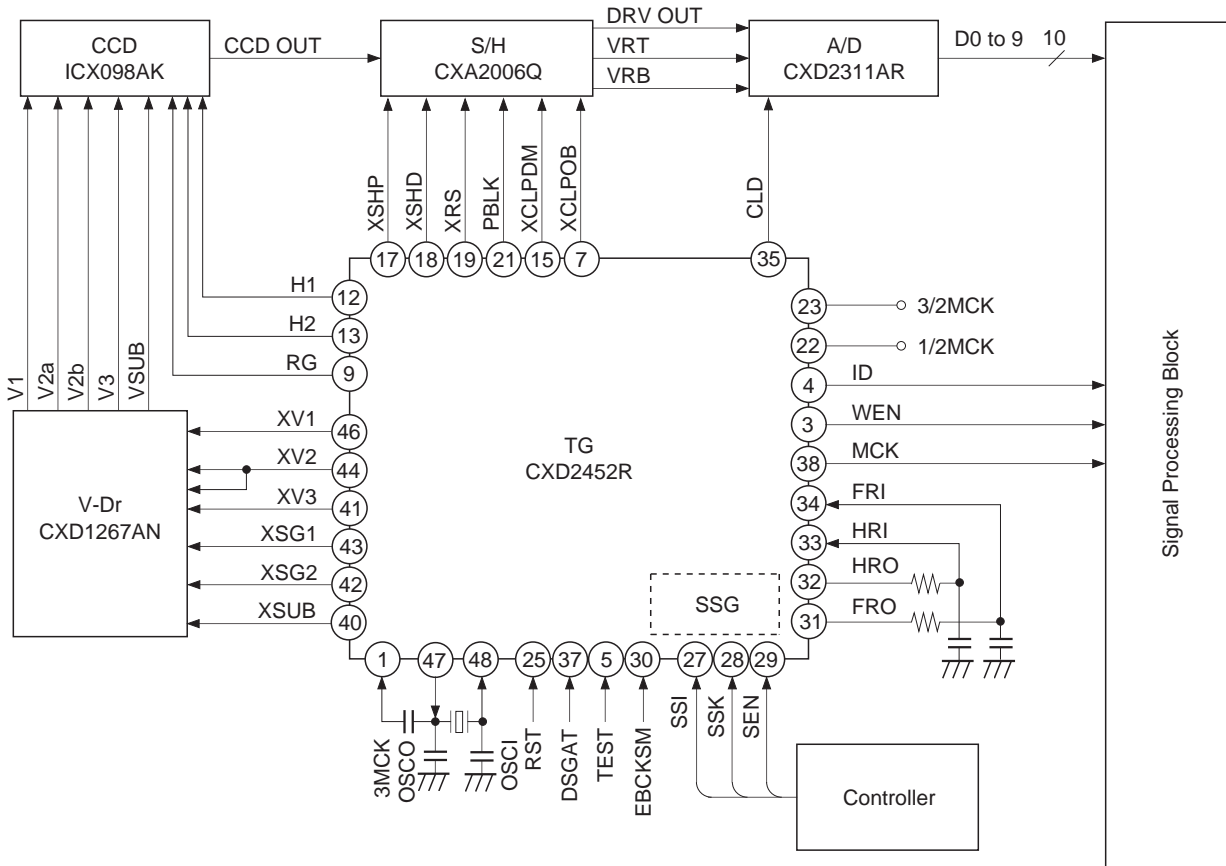 CCD
ICX098AK
CCD OUT
S/H
CXA2006Q
DRV OUT
VRT
VRB
A/D
CXD2311AR
D0 to 9
10
XSHP
XSHD
XRS
PBLK
XCLPDM
XCLPOB
CLD
17
18
19
21
15
7
35
V1
V2a
V2b
V3
VSUB
H1
12
H2
13
RG
9
XV1
46
XV2
44
XV3
41
XSG1
43
XSG2
42
XSUB
40
V-Dr
CXD1267AN
TG
CXD2452R
SSG
23
3/2MCK
22
1/2MCK
4
ID
3
WEN
38
MCK
34
FRI
33
HRI
32
HRO
31
FRO
Signal Processing Block
1
47
48
25
37
5
30
27
28
29
3MCK
OSCO
OSCI
RST
DSGAT
TEST
EBCKSM
SSI
SSK
SEN
Controller